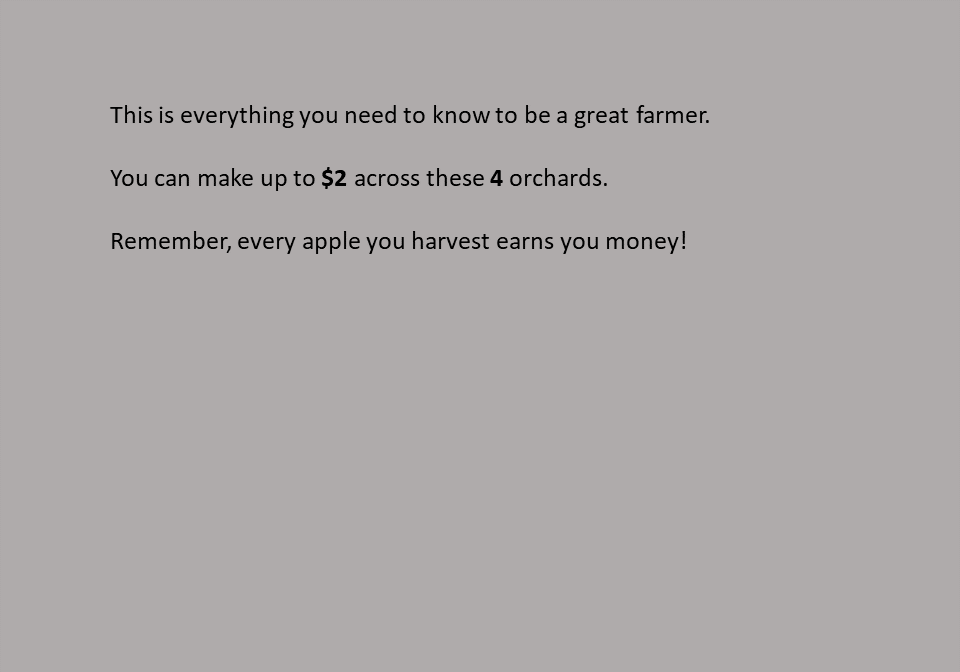 This is everything you need to know to be a great farmer.
You can make up to $2 across these 4 orchards.
Remember, every apple you harvest earns you money!